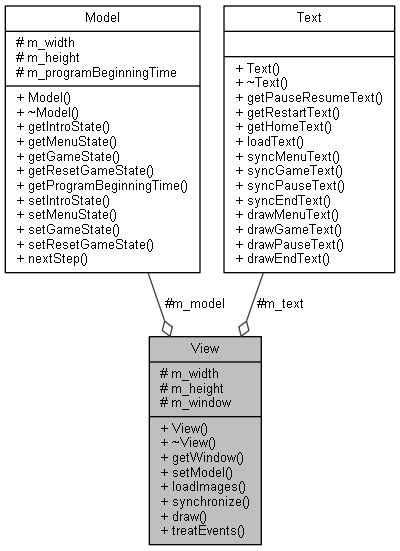 Model
# m_width
# m_height
# m_programBeginningTime
+ Model()
+ ~Model()
+ getIntroState()
+ getMenuState()
+ getGameState()
+ getResetGameState()
+ getProgramBeginningTime()
+ setIntroState()
+ setMenuState()
+ setGameState()
+ setResetGameState()
+ nextStep()
Text
+ Text()
+ ~Text()
+ getPauseResumeText()
+ getRestartText()
+ getHomeText()
+ loadText()
+ syncMenuText()
+ syncGameText()
+ syncPauseText()
+ syncEndText()
+ drawMenuText()
+ drawGameText()
+ drawPauseText()
+ drawEndText()
#m_model
#m_text
View
# m_width
# m_height
# m_window
+ View()
+ ~View()
+ getWindow()
+ setModel()
+ loadImages()
+ synchronize()
+ draw()
+ treatEvents()